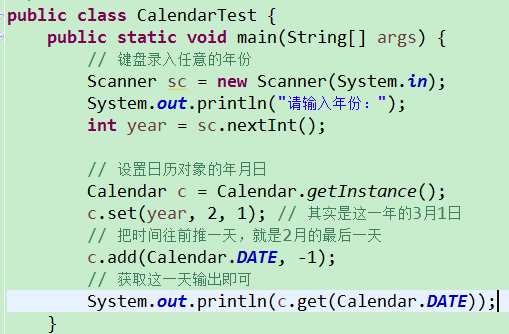 public class CalendarTest {
public static void main(String[] args) {
// 键盘录入任意的年份
Scanner sc = new Scanner(System.in);
System.out.println("请输入年份：");
int year = sc.nextInt();
// 设置日历对象的年月日
Calendar c = Calendar.getInstance();
c.set(year, 2, 1); // 其实是这一年的3月1日
// 把时间往前推一天，就是2月的最后一天
c.add(Calendar.DATE, -1);
// 获取这一天输出即可
System.out.println(c.get(Calendar.DATE));
}